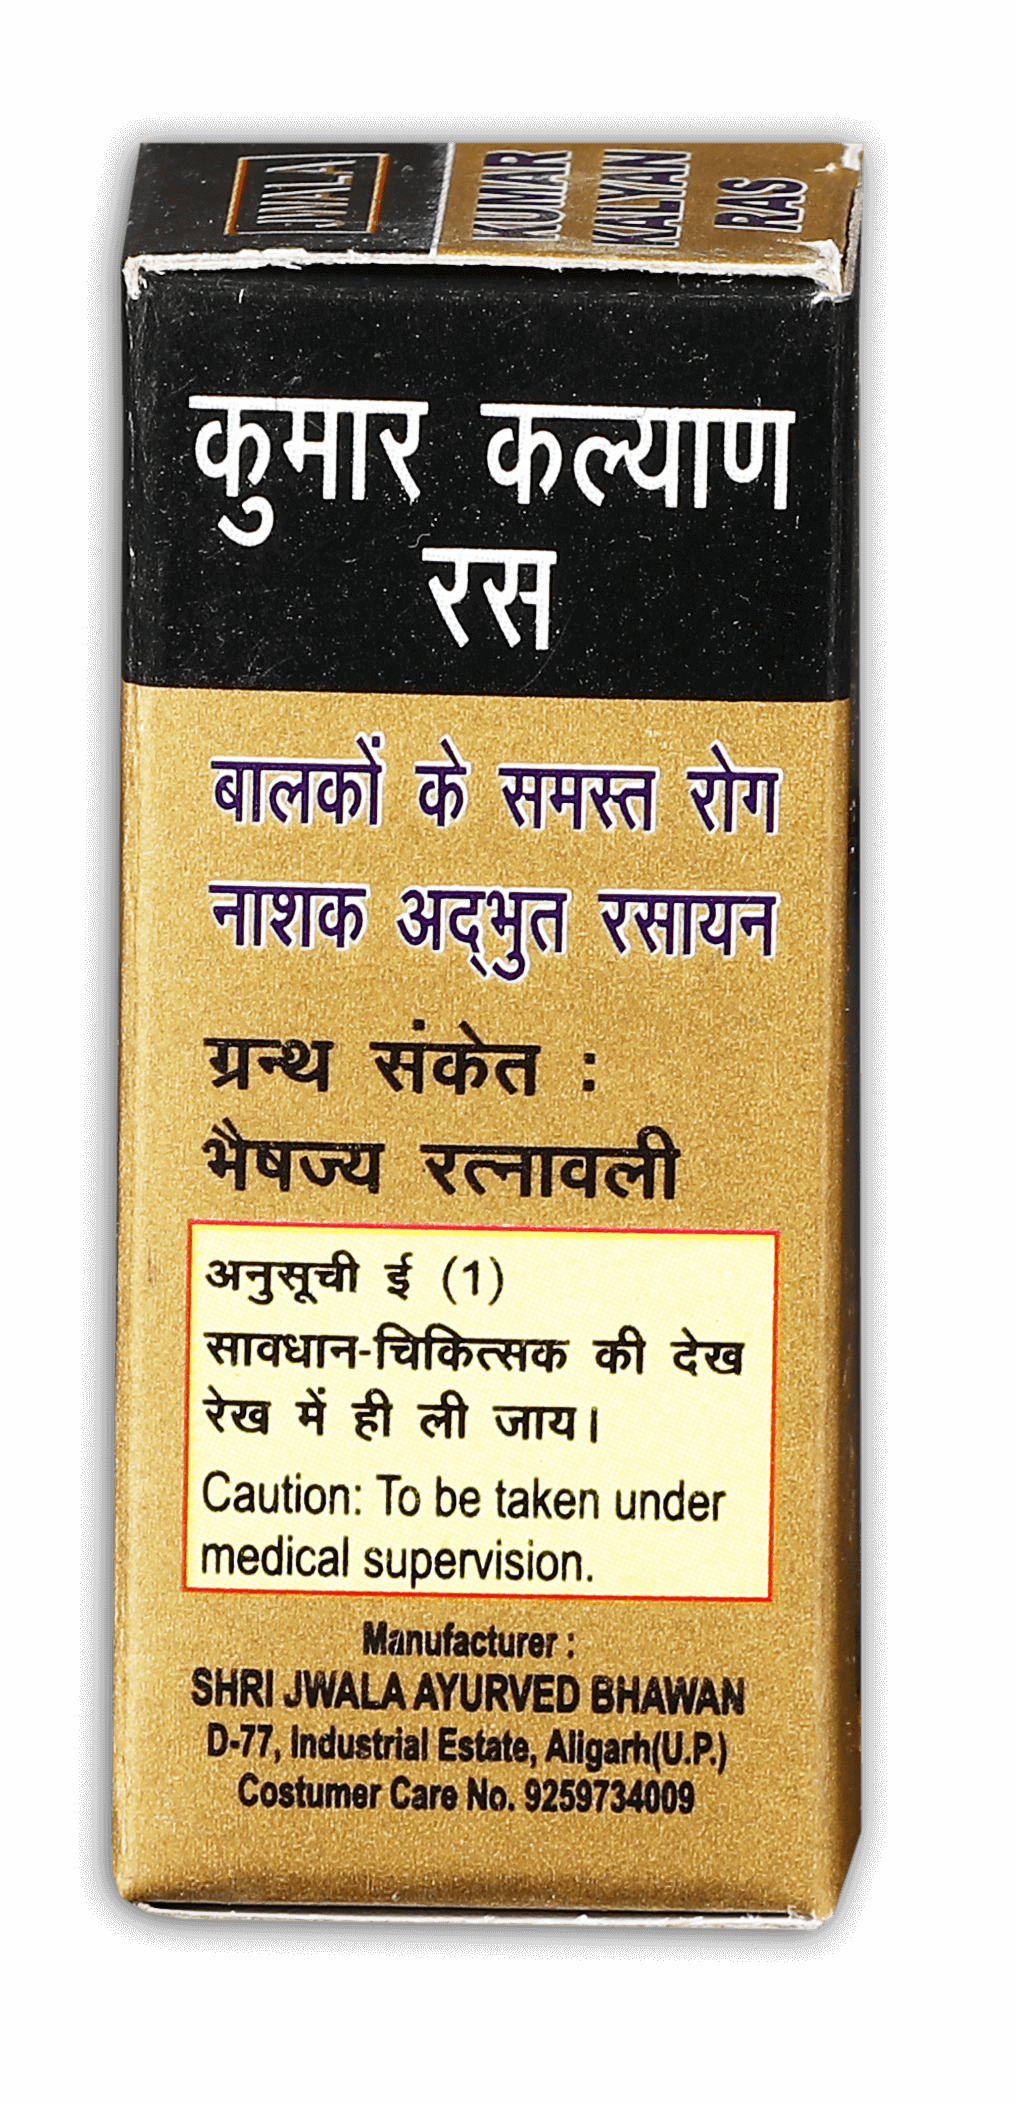 JWALA
KUMAR
KALYAN
RAS
कुमार कल्याण
रस
बालकों के समस्त रोग
नाशक अद्‌भुत रसायन
ग्रन्थ संकेत :
भैषज्य रत्नावली
अनुसूची ई (1)
सावधान-चिकित्सक की देख
रेख में ही ली जाय।
Caution: To be taken under
medical supervision.
Manufacturer :
SHRI JWALA AYURVED BHAWAN
D-77, Industrial Estate, Aligarh(U.P.)
Costumer Care No. 9259734009